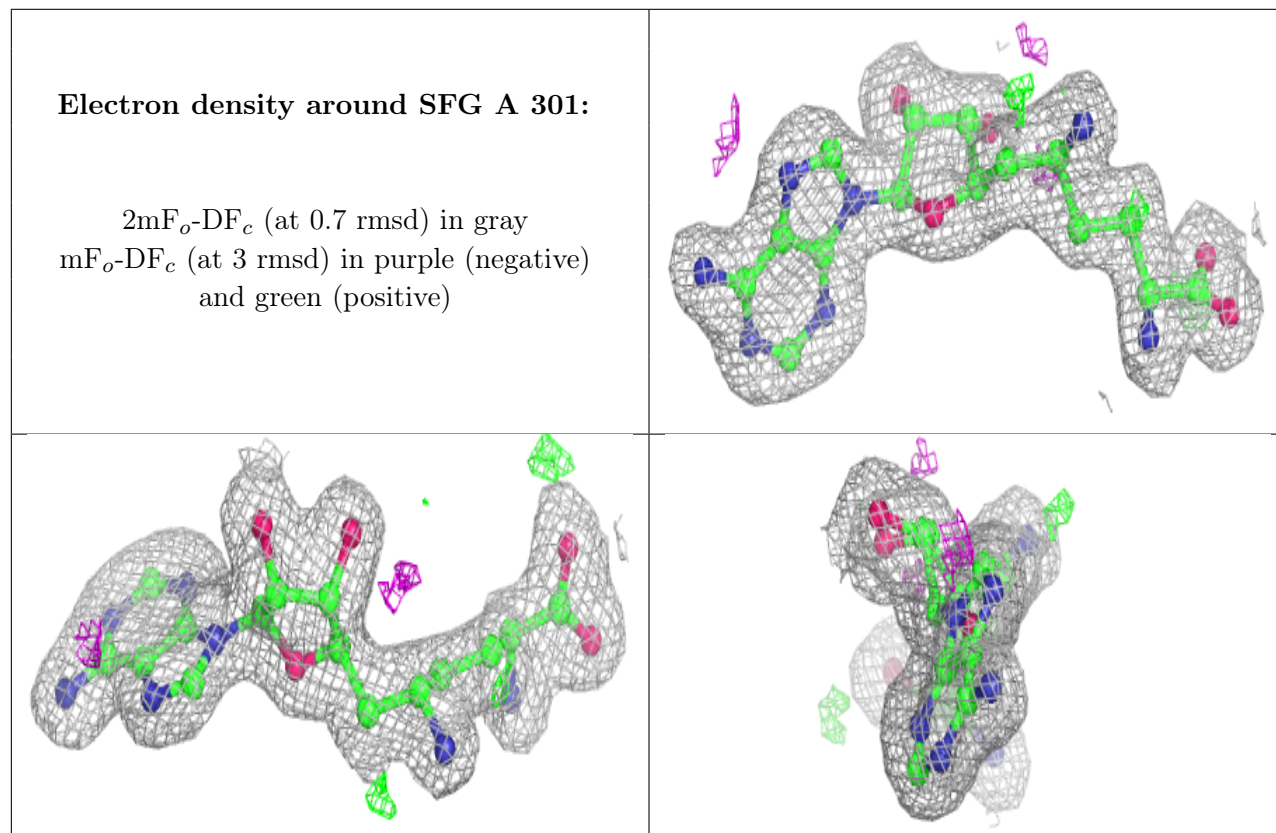 Electron density around SFG A 301:
2mFo-DFc (at 0.7 rmsd) in gray
mFo-DFc (at 3 rmsd) in purple (negative)
and green (positive)